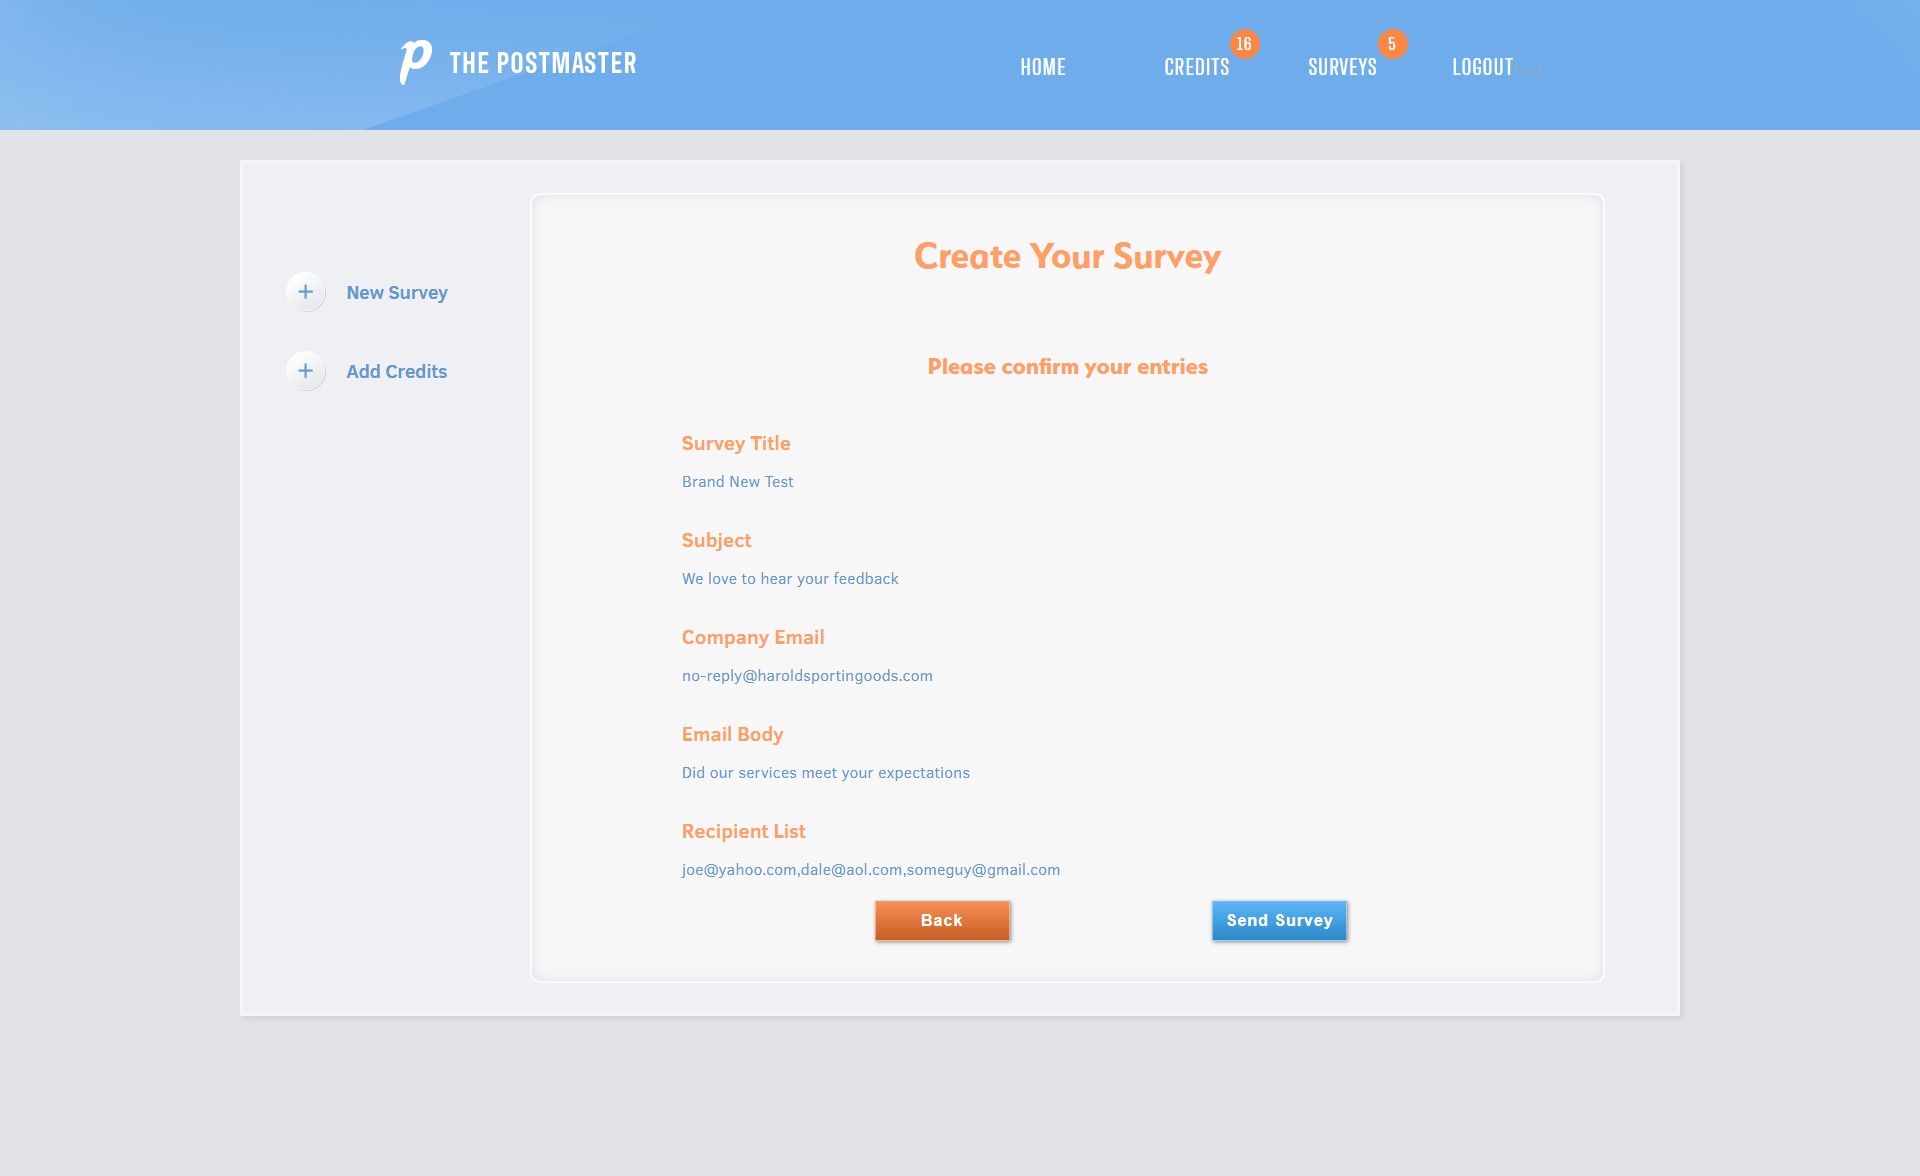 p THE POSTMASTER
HOME
CREDITS
16
SURVEYS
5
LOGOUT
New Survey
Add Credits
Create Your Survey
Please confirm your entries
Survey Title
Brand New Test
Subject
We love to hear your feedback
Company Email
no-reply@haroldsportingoods.com
Email Body
Did our services meet your expectations
Recipient List
joe@yahoo.com,dale@aol.com,someguy@gmail.com
Back
Send Survey